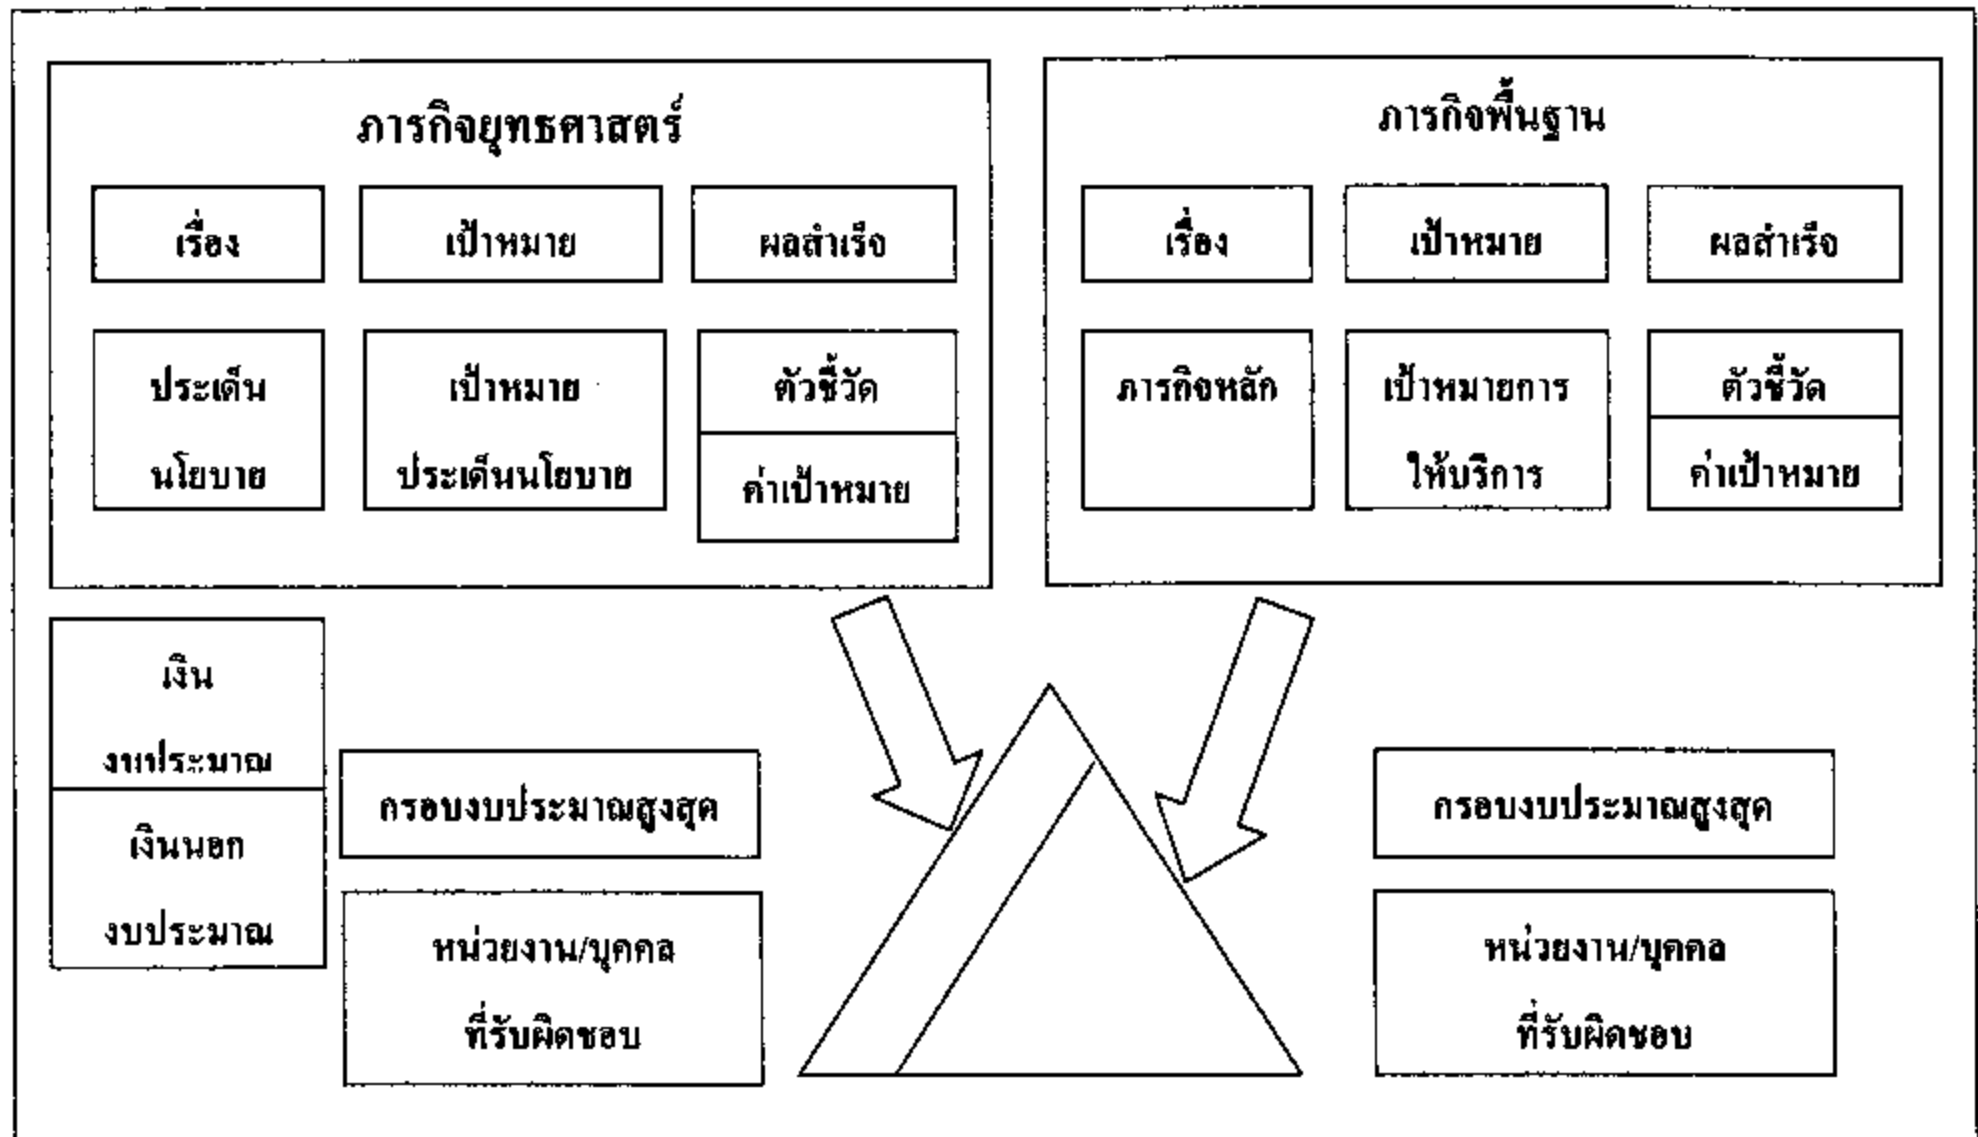 ภารกิจยุทธศาสตร์
เรื่อง
เป้าหมาย
ผลสำเร็จ
ประเด็น
นโยบาย
เป้าหมาย
ประเด็นนโยบาย
ตัวชี้วัด
ค่าเป้าหมาย
ภารกิจพื้นฐาน
เรื่อง
เป้าหมาย
ผลสำเร็จ
ภารกิจหลัก
เป้าหมายการ
ให้บริการ
ตัวชี้วัด
ค่าเป้าหมาย
เงิน
งบประมาณ
เงินนอก
งบประมาณ
กรอบงบประมาณสูงสุด
หน่วยงาน/บุคคล
ที่รับผิดชอบ
กรอบงบประมาณสูงสุด
หน่วยงาน/บุคคล
ที่รับผิดชอบ